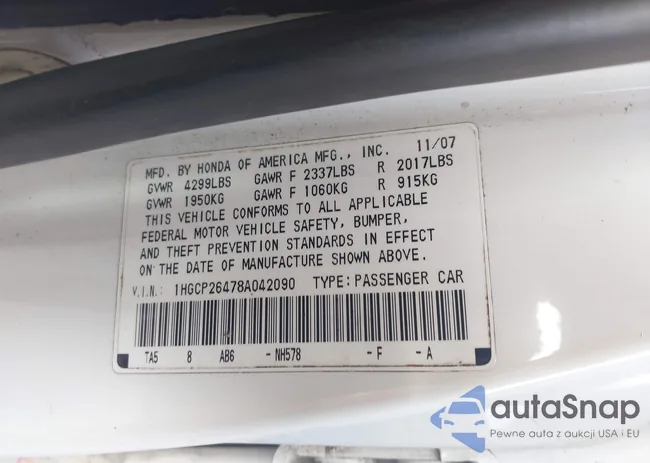 MFD. BY HONDA OF AMERICA MFG., INC. 11/07
GVWR 4299LBS GAWR F 2337LBS R 2017LBS
GVWR 1950KG GAWR F 1060KG R 915KG
THIS VEHICLE CONFORMS TO ALL APPLICABLE
FEDERAL MOTOR VEHICLE SAFETY, BUMPER,
AND THEFT PREVENTION STANDARDS IN EFFECT
ON THE DATE OF MANUFACTURE SHOWN ABOVE.
V.I.N.: 1HGCP26478A042090 TYPE: PASSENGER CAR
TA5 8 AB6 -NH578 -F -A
autaSnap
Pewne auta z aukcji USA i EU